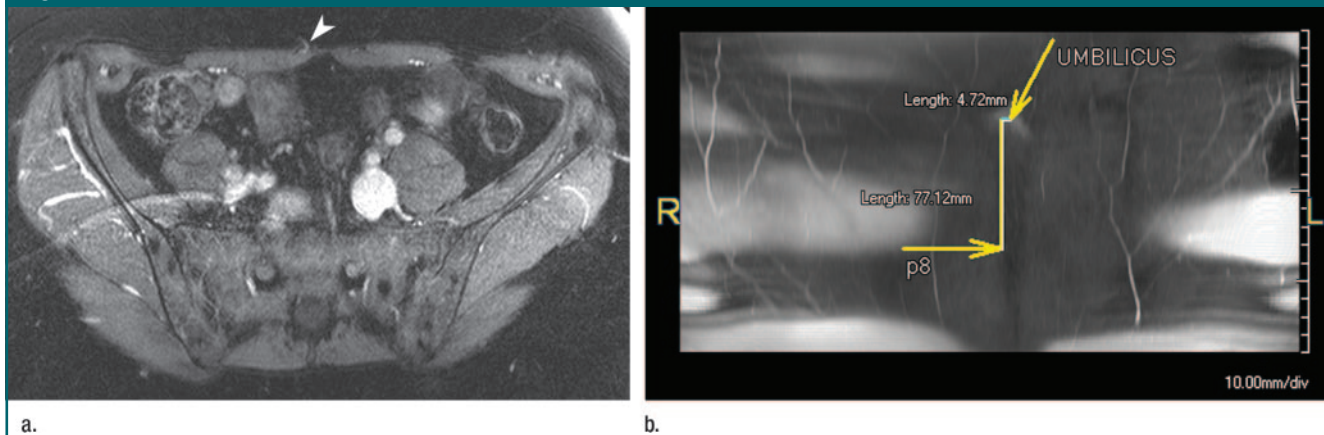 UMBILICUS
Length: 4.72mm
Length: 77.12mm
R
L
p8
10.00mm/div
a.
b.